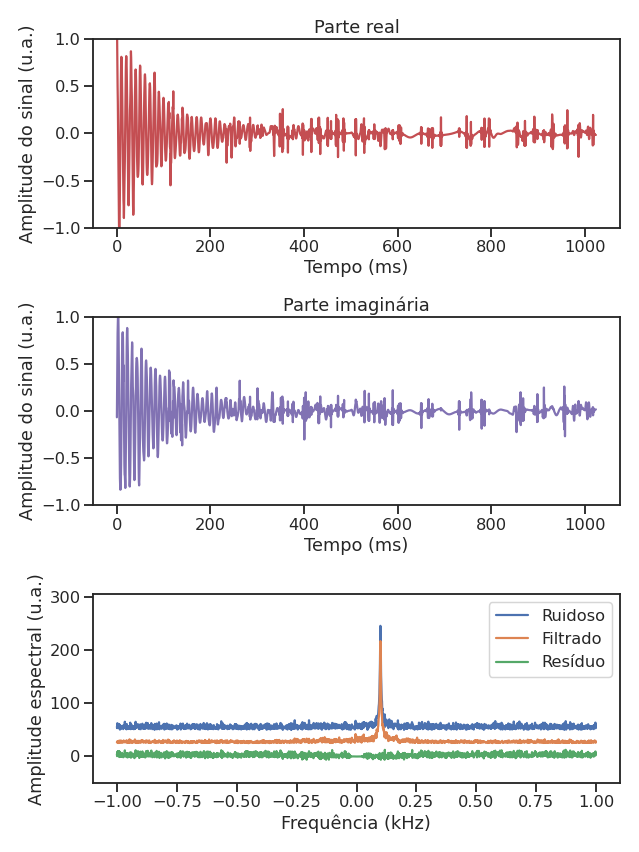 Parte real
Amplitude do sinal (u.a.)
1.0
0.5
0.0
−0.5
−1.0
0 200 400 600 800 1000
Tempo (ms)
Parte imaginária
Amplitude do sinal (u.a.)
1.0
0.5
0.0
−0.5
−1.0
0 200 400 600 800 1000
Tempo (ms)
Amplitude espectral (u.a.)
300
200
100
0
Ruidoso
Filtrado
Resíduo
−1.00 −0.75 −0.50 −0.25 0.00 0.25 0.50 0.75 1.00
Frequência (kHz)